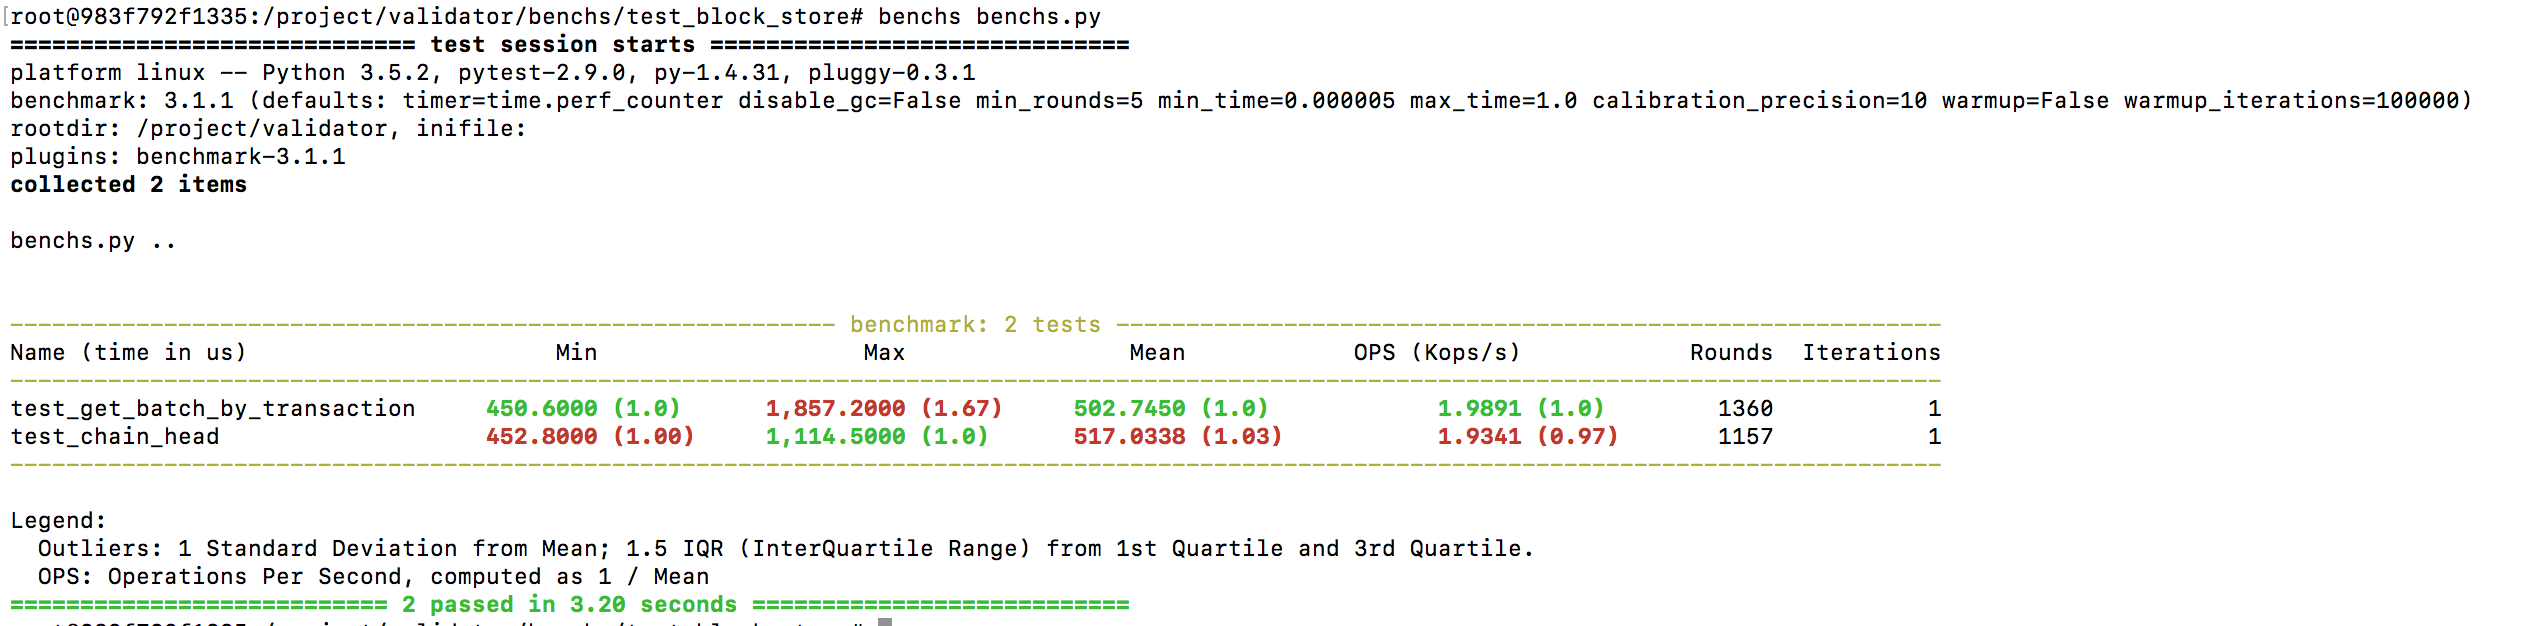 [root@983f792f1335:/project/validator/benchs/test_block_store# benchs benchs.py
============================= test session starts ==============================
platform linux -- Python 3.5.2, pytest-2.9.0, py-1.4.31, pluggy-0.3.1
benchmark: 3.1.1 (defaults: timer=time.perf_counter disable_gc=False min_rounds=5 min_time=0.000005 max_time=1.0 calibration_precision=10 warmup=False warmup_iterations=100000)
rootdir: /project/validator, inifile:
plugins: benchmark-3.1.1
collected 2 items

benchs.py ..

----------------------------------------------------------- benchmark: 2 tests -----------------------------------------------------------
Name (time in us)                      Min                   Max                Mean            OPS (Kops/s)            Rounds  Iterations
------------------------------------------------------------------------------------------------------------------------------------------
test_get_batch_by_transaction     450.6000 (1.0)      1,857.2000 (1.67)     502.7450 (1.0)            1.9891 (1.0)        1360           1
test_chain_head                   452.8000 (1.00)     1,114.5000 (1.0)      517.0338 (1.03)           1.9341 (0.97)       1157           1
------------------------------------------------------------------------------------------------------------------------------------------

Legend:
  Outliers: 1 Standard Deviation from Mean; 1.5 IQR (InterQuartile Range) from 1st Quartile and 3rd Quartile.
  OPS: Operations Per Second, computed as 1 / Mean
=========================== 2 passed in 3.20 seconds ===========================